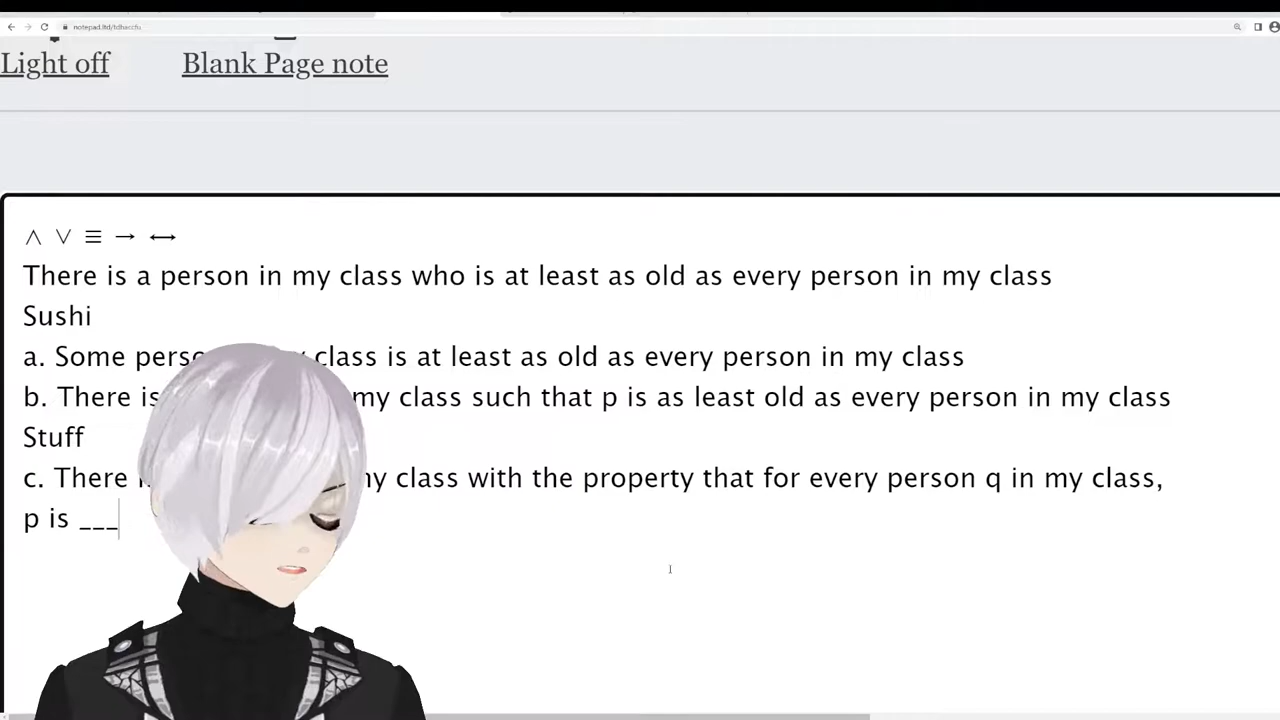 notepad.ltd/tdhaccfu
Light off Blank Page note
∧ ∨ ≡ → ↔
There is a person in my class who is at least as old as every person in my class
Sushi
a. Some class is at least as old as every person in my class
b. There is my class such that p is as least old as every person in my class
Stuff
c. There class with the property that for every person q in my class,
p is ___